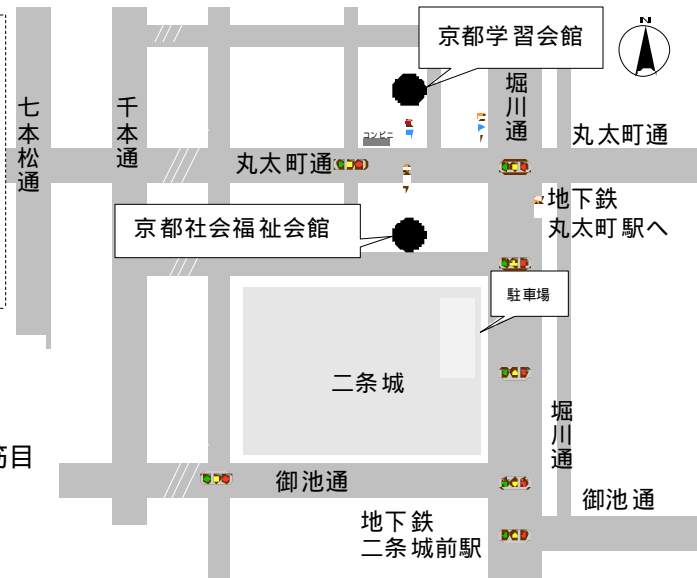 N
京都学習会館
七本松通
千本通
堀川通
コンビニ
丸太町通
丸太町通
地下鉄
丸太町駅へ
京都社会福祉会館
駐車場
二条城
堀川通
筋目
御池通
御池通
地下鉄
二条城前駅